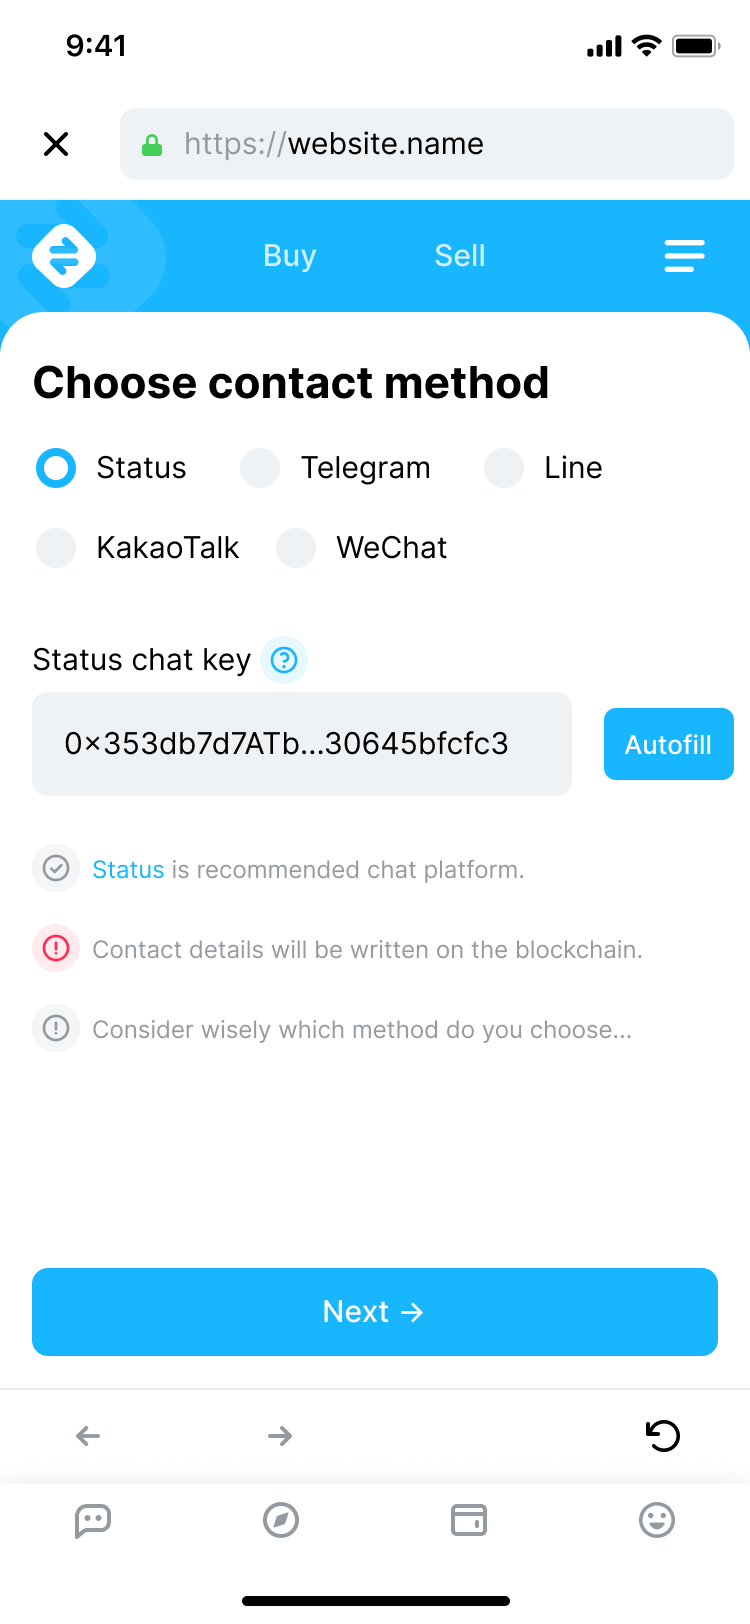 9:41
https://website.name
Buy Sell
Choose contact method
Status Telegram Line
KakaoTalk WeChat
Status chat key
0×353db7d7ATb...30645bfcfc3
Autofill
Status is recommended chat platform.
Contact details will be written on the blockchain.
Consider wisely which method do you choose...
Next →